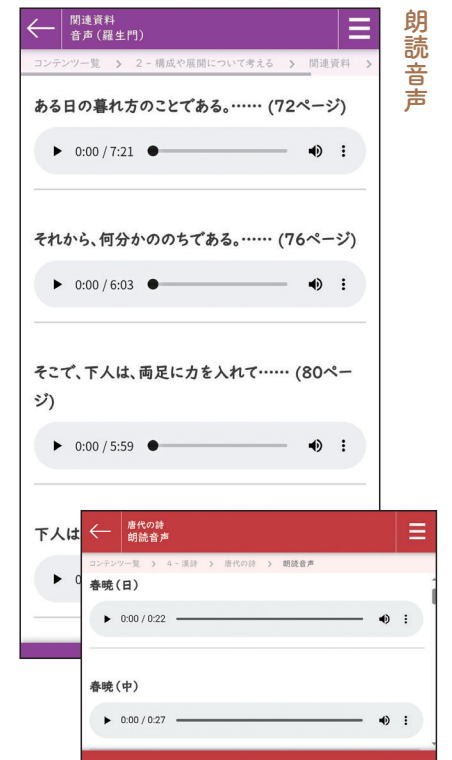 朗読音声
関連資料
音声(羅生門)
コンテンツ一覧 > 2-構成や展開について考える > 関連資料 >
ある日の暮れ方のことである。…… (72ページ)
0:00 / 7:21
それから、何分かののちである。…… (76ページ)
0:00 / 6:03
そこで、下人は、両足に力を入れて…… (80ペー
ジ)
0:00 / 5:59
下人は
0
唐代の詩
朗読音声
コンテンツ一覧 > 4-漢詩 > 唐代の詩 > 朗読音声
春暁(日)
0:00 / 0:22
春暁(中)
0:00 / 0:27